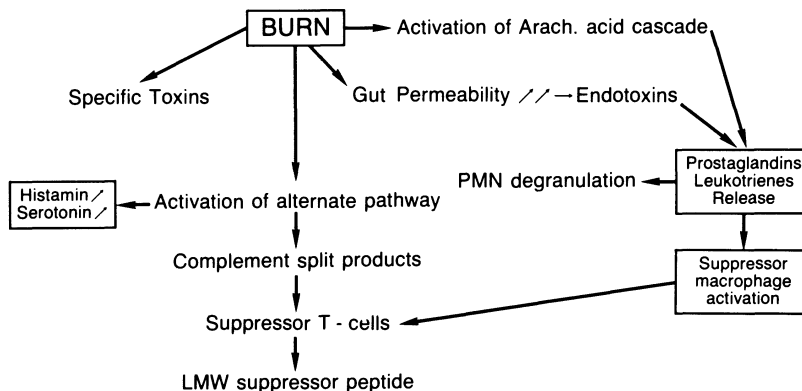 BURN → Activation of Arach. acid cascade
Specific Toxins
Gut Permeability ↗↗ → Endotoxins
Prostaglandins
Leukotrienes
Release
PMN degranulation
Histamin ↗
Serotonin ↗
Activation of alternate pathway
Complement split products
Suppressor
macrophage
activation
Suppressor T - cells
LMW suppressor peptide